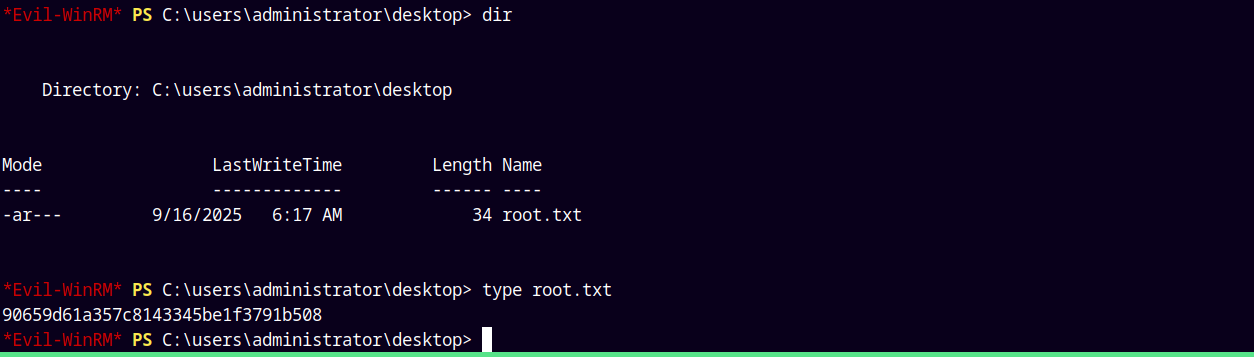 *Evil-WinRM* PS C:\users\administrator\desktop> dir
Directory: C:\users\administrator\desktop
Mode                 LastWriteTime         Length Name
----                 -------------         ------ ----
-ar---         9/16/2025   6:17 AM             34 root.txt
*Evil-WinRM* PS C:\users\administrator\desktop> type root.txt
90659d61a357c8143345be1f3791b508
*Evil-WinRM* PS C:\users\administrator\desktop>